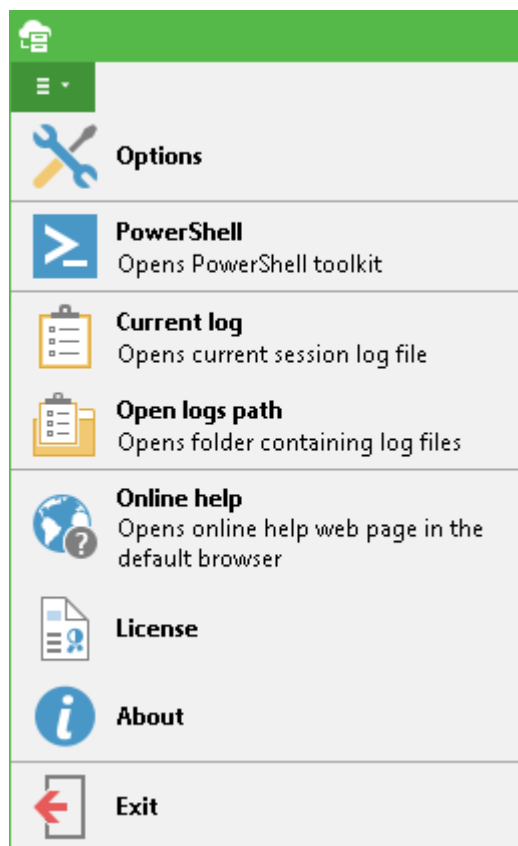 Options
PowerShell
Opens PowerShell toolkit
Current log
Opens current session log file
Open logs path
Opens folder containing log files
Online help
Opens online help web page in the
default browser
License
About
Exit